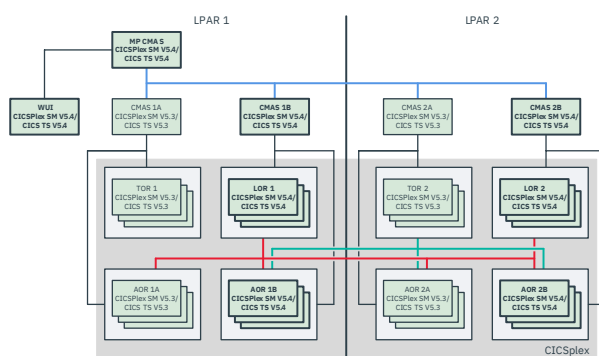 LPAR 1
LPAR 2
MP CMAS
CICSPlex SM V5.4/
CICS TS V5.4
WUI
CICSPlex SM V5.4/
CICS TS V5.4
CMAS 1A
CICSPlex SM V5.3/
CICS TS V5.3
CMAS 1B
CICSPlex SM V5.4/
CICS TS V5.4
CMAS 2A
CICSPlex SM V5.3/
CICS TS V5.3
CMAS 2B
CICSPlex SM V5.4/
CICS TS V5.4
TOR 1
CICSPlex SM V5.3/
CICS TS V5.3
LOR 1
CICSPlex SM V5.4/
CICS TS V5.4
TOR 2
CICSPlex SM V5.3/
CICS TS V5.3
LOR 2
CICSPlex SM V5.4/
CICS TS V5.4
AOR 1A
CICSPlex SM V5.3/
CICS TS V5.3
AOR 1B
CICSPlex SM V5.4/
CICS TS V5.4
AOR 2A
CICSPlex SM V5.3/
CICS TS V5.3
AOR 2B
CICSPlex SM V5.4/
CICS TS V5.4
CICSplex